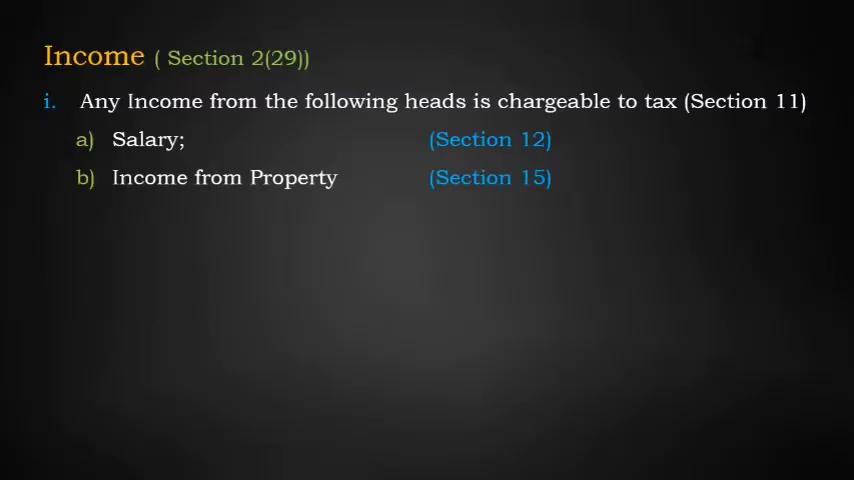 Income ( Section 2(29))
i. Any Income from the following heads is chargeable to tax (Section 11)
a) Salary; (Section 12)
b) Income from Property (Section 15)